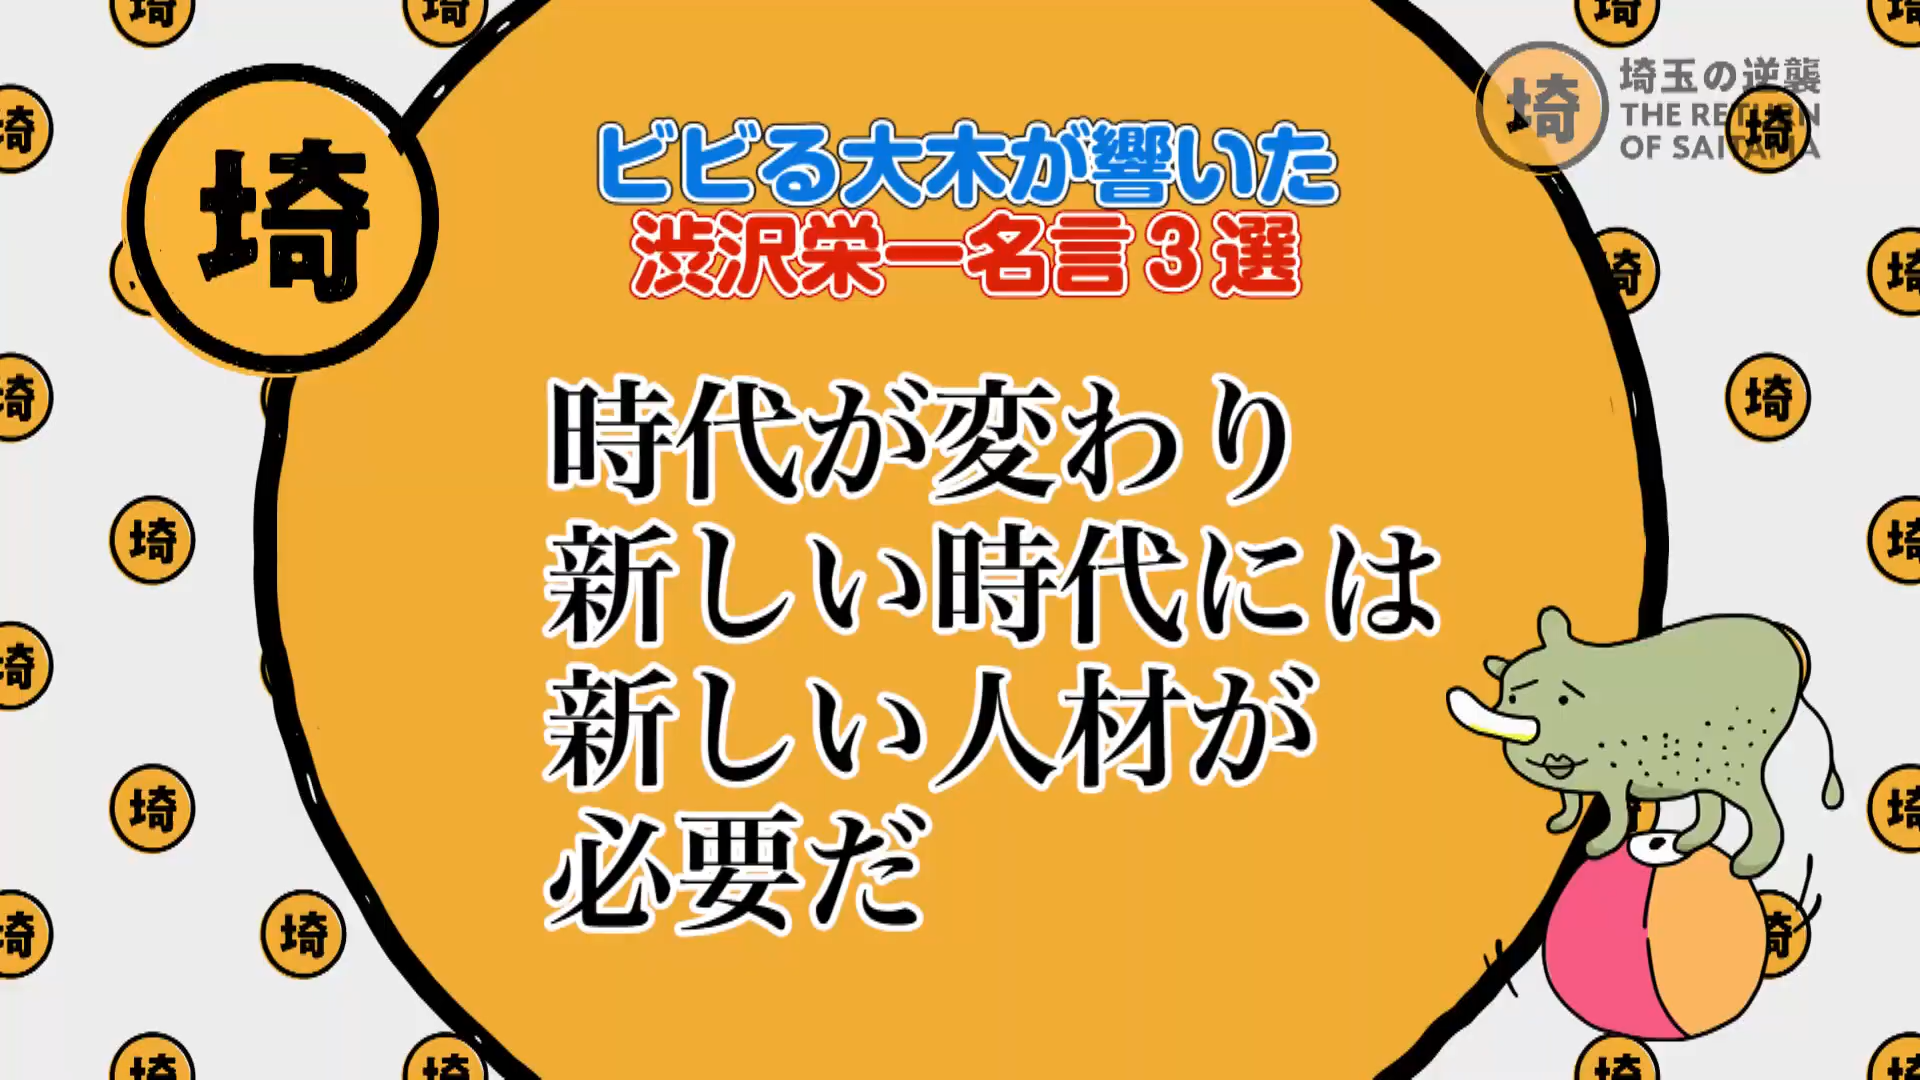 埼
埼玉の逆襲
THE RETURN
OF SAITAMA
ビビる大木が響いた
渋沢栄一名言３選
時代が変わり
新しい時代には
新しい人材が
必要だ